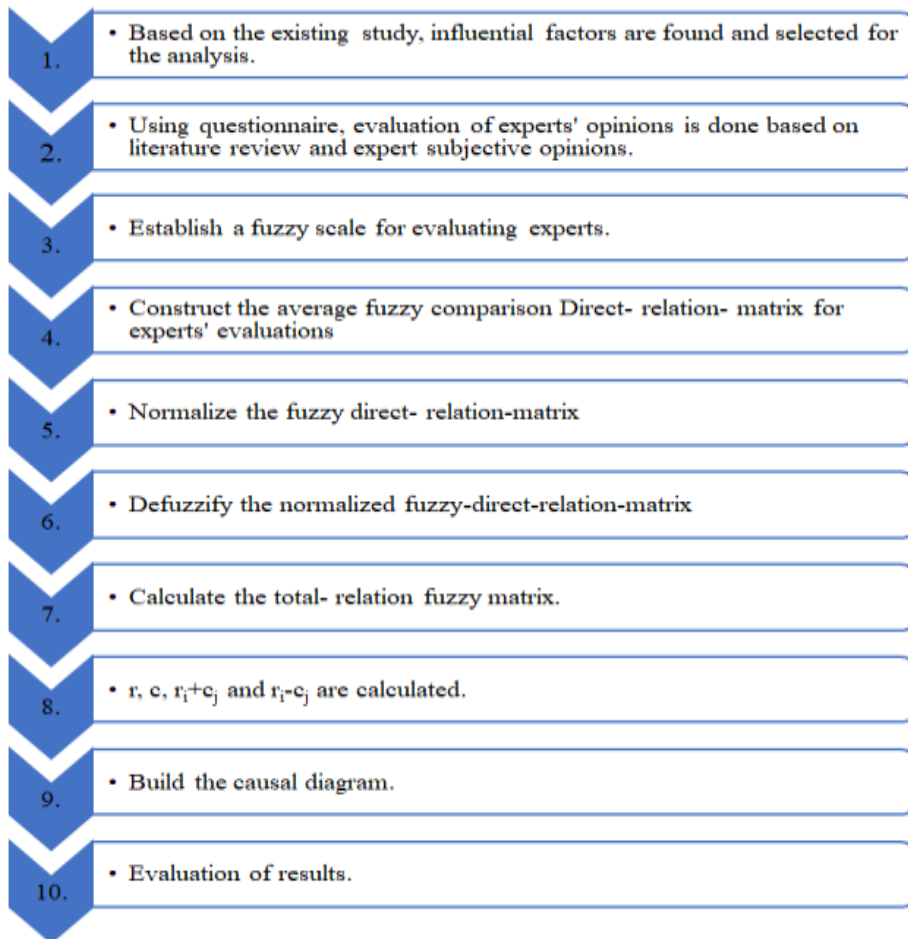 1.
• Based on the existing study, influential factors are found and selected for
the analysis.
2.
• Using questionnaire, evaluation of experts' opinions is done based on
literature review and expert subjective opinions.
3.
• Establish a fuzzy scale for evaluating experts.
4.
• Construct the average fuzzy comparison Direct- relation- matrix for
experts' evaluations
5.
• Normalize the fuzzy direct- relation-matrix
6.
• Defuzzify the normalized fuzzy-direct-relation-matrix
7.
• Calculate the total- relation fuzzy matrix.
8.
• r, c, rᵢ+cⱼ and rᵢ-cⱼ are calculated.
9.
• Build the causal diagram.
10.
• Evaluation of results.